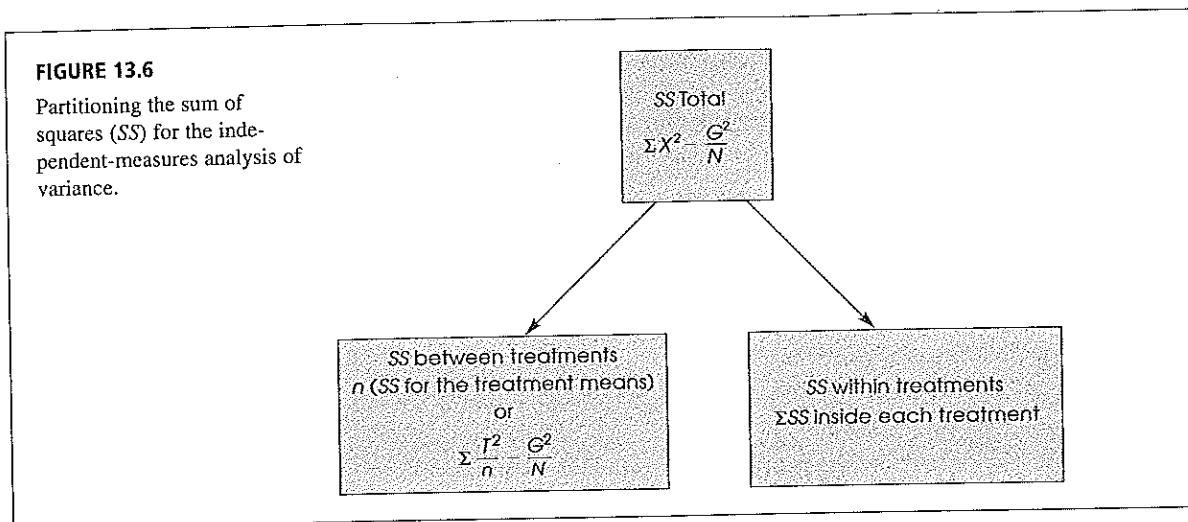 FIGURE 13.6
Partitioning the sum of
squares (SS) for the inde-
pendent-measures analysis of
variance.
SS Total
ΣX² − G²/N
SS between treatments
n (SS for the treatment means)
or
Σ T²/n − G²/N
SS within treatments
ΣSS inside each treatment